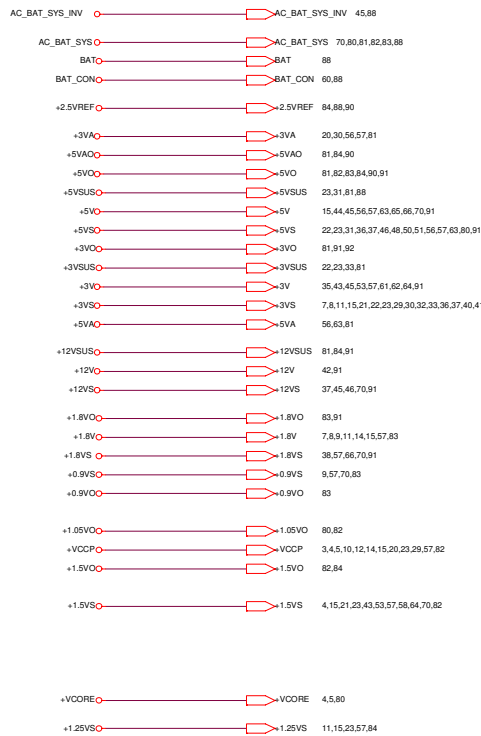 AC_BAT_SYS_INV AC_BAT_SYS_INV 45,88
AC_BAT_SYS AC_BAT_SYS 70,80,81,82,83,88
BAT BAT 88
BAT_CON BAT_CON 60,88
+2.5VREF +2.5VREF 84,88,90
+3VA +3VA 20,30,56,57,81
+5VAO +5VAO 81,84,90
+5VO +5VO 81,82,83,84,90,91
+5VSUS +5VSUS 23,31,81,88
+5V +5V 15,44,45,56,57,63,65,66,70,91
+5VS +5VS 22,23,31,36,37,46,48,50,51,56,57,63,80,91
+3VO +3VO 81,91,92
+3VSUS +3VSUS 22,23,33,81
+3V +3V 35,43,45,53,57,61,62,64,91
+3VS +3VS 7,8,11,15,21,22,23,29,30,32,33,36,37,40,4
+5VA +5VA 56,63,81
+12VSUS +12VSUS 81,84,91
+12V +12V 42,91
+12VS +12VS 37,45,46,70,91
+1.8VO +1.8VO 83,91
+1.8V +1.8V 7,8,9,11,14,15,57,83
+1.8VS +1.8VS 38,57,66,70,91
+0.9VS +0.9VS 9,57,70,83
+0.9VO +0.9VO 83
+1.05VO +1.05VO 80,82
+VCCP +VCCP 3,4,5,10,12,14,15,20,23,29,57,82
+1.5VO +1.5VO 82,84
+1.5VS +1.5VS 4,15,21,23,43,53,57,58,64,70,82
+VCORE +VCORE 4,5,80
+1.25VS +1.25VS 11,15,23,57,84